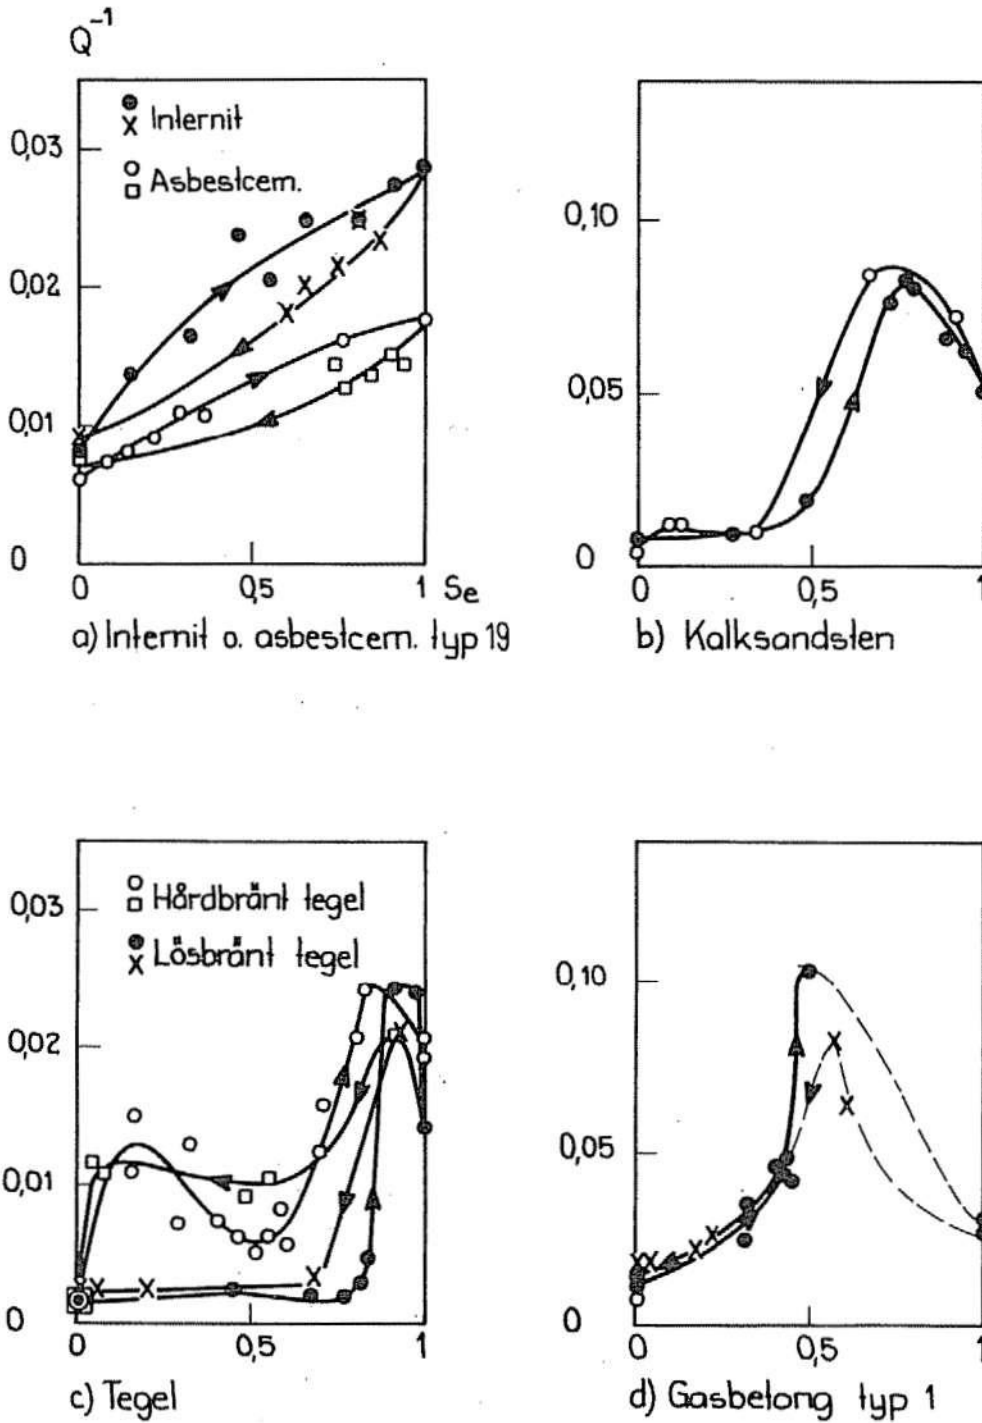 Q⁻¹
Internit
0,03
Asbestcem.
0,02
0,01
0
0 0,5 1 Se
a) Internit o. asbestcem. typ 19
0,10
0,05
0
0 0,5 1
b) Kalksandsten
0,03
Hårdbränt tegel
Lösbränt tegel
0,02
0,01
0
0 0,5 1
c) Tegel
0,10
0,05
0
0 0,5 1
d) Gasbetong typ 1